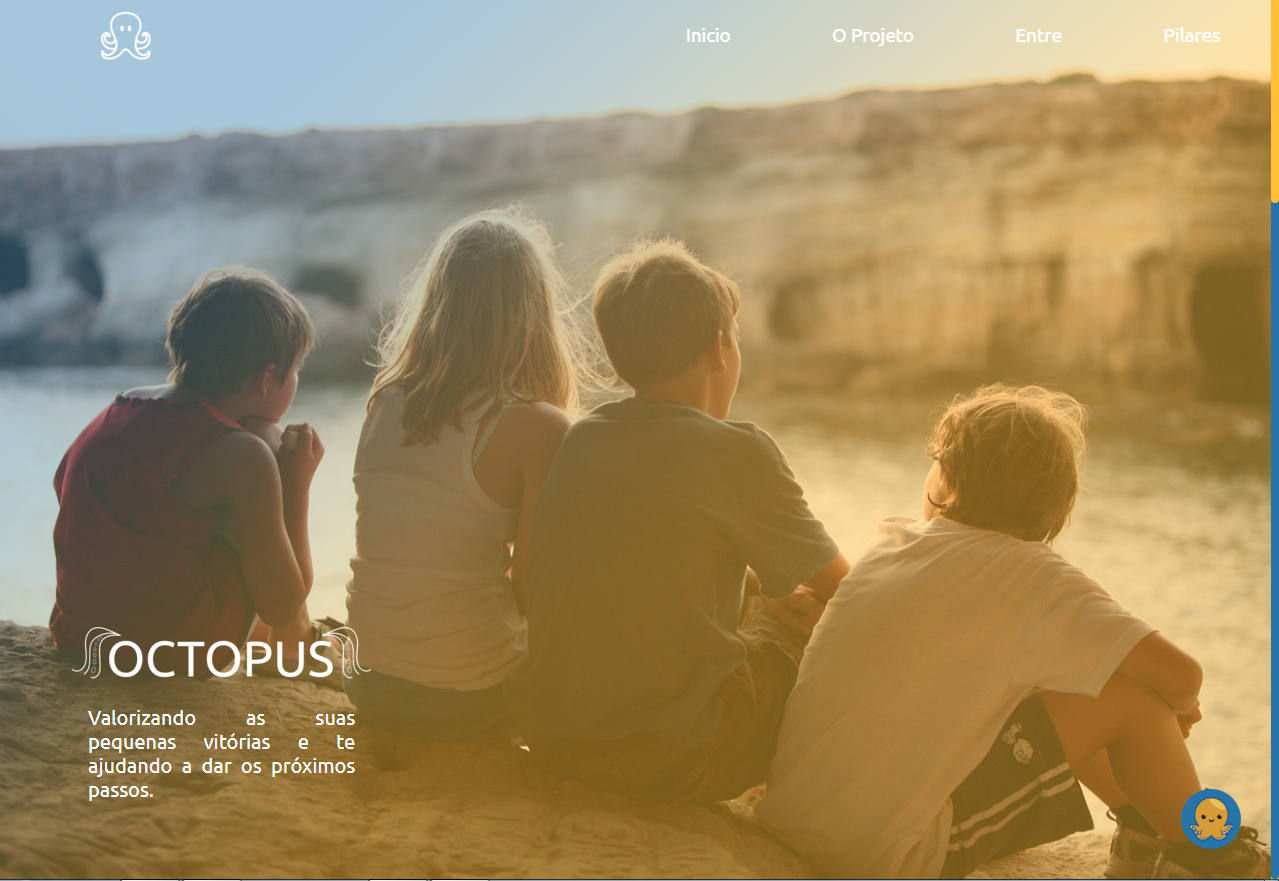 Inicio
O Projeto
Entre
Pilares
OCTOPUS
Valorizando as suas
pequenas vitórias e te
ajudando a dar os próximos
passos.